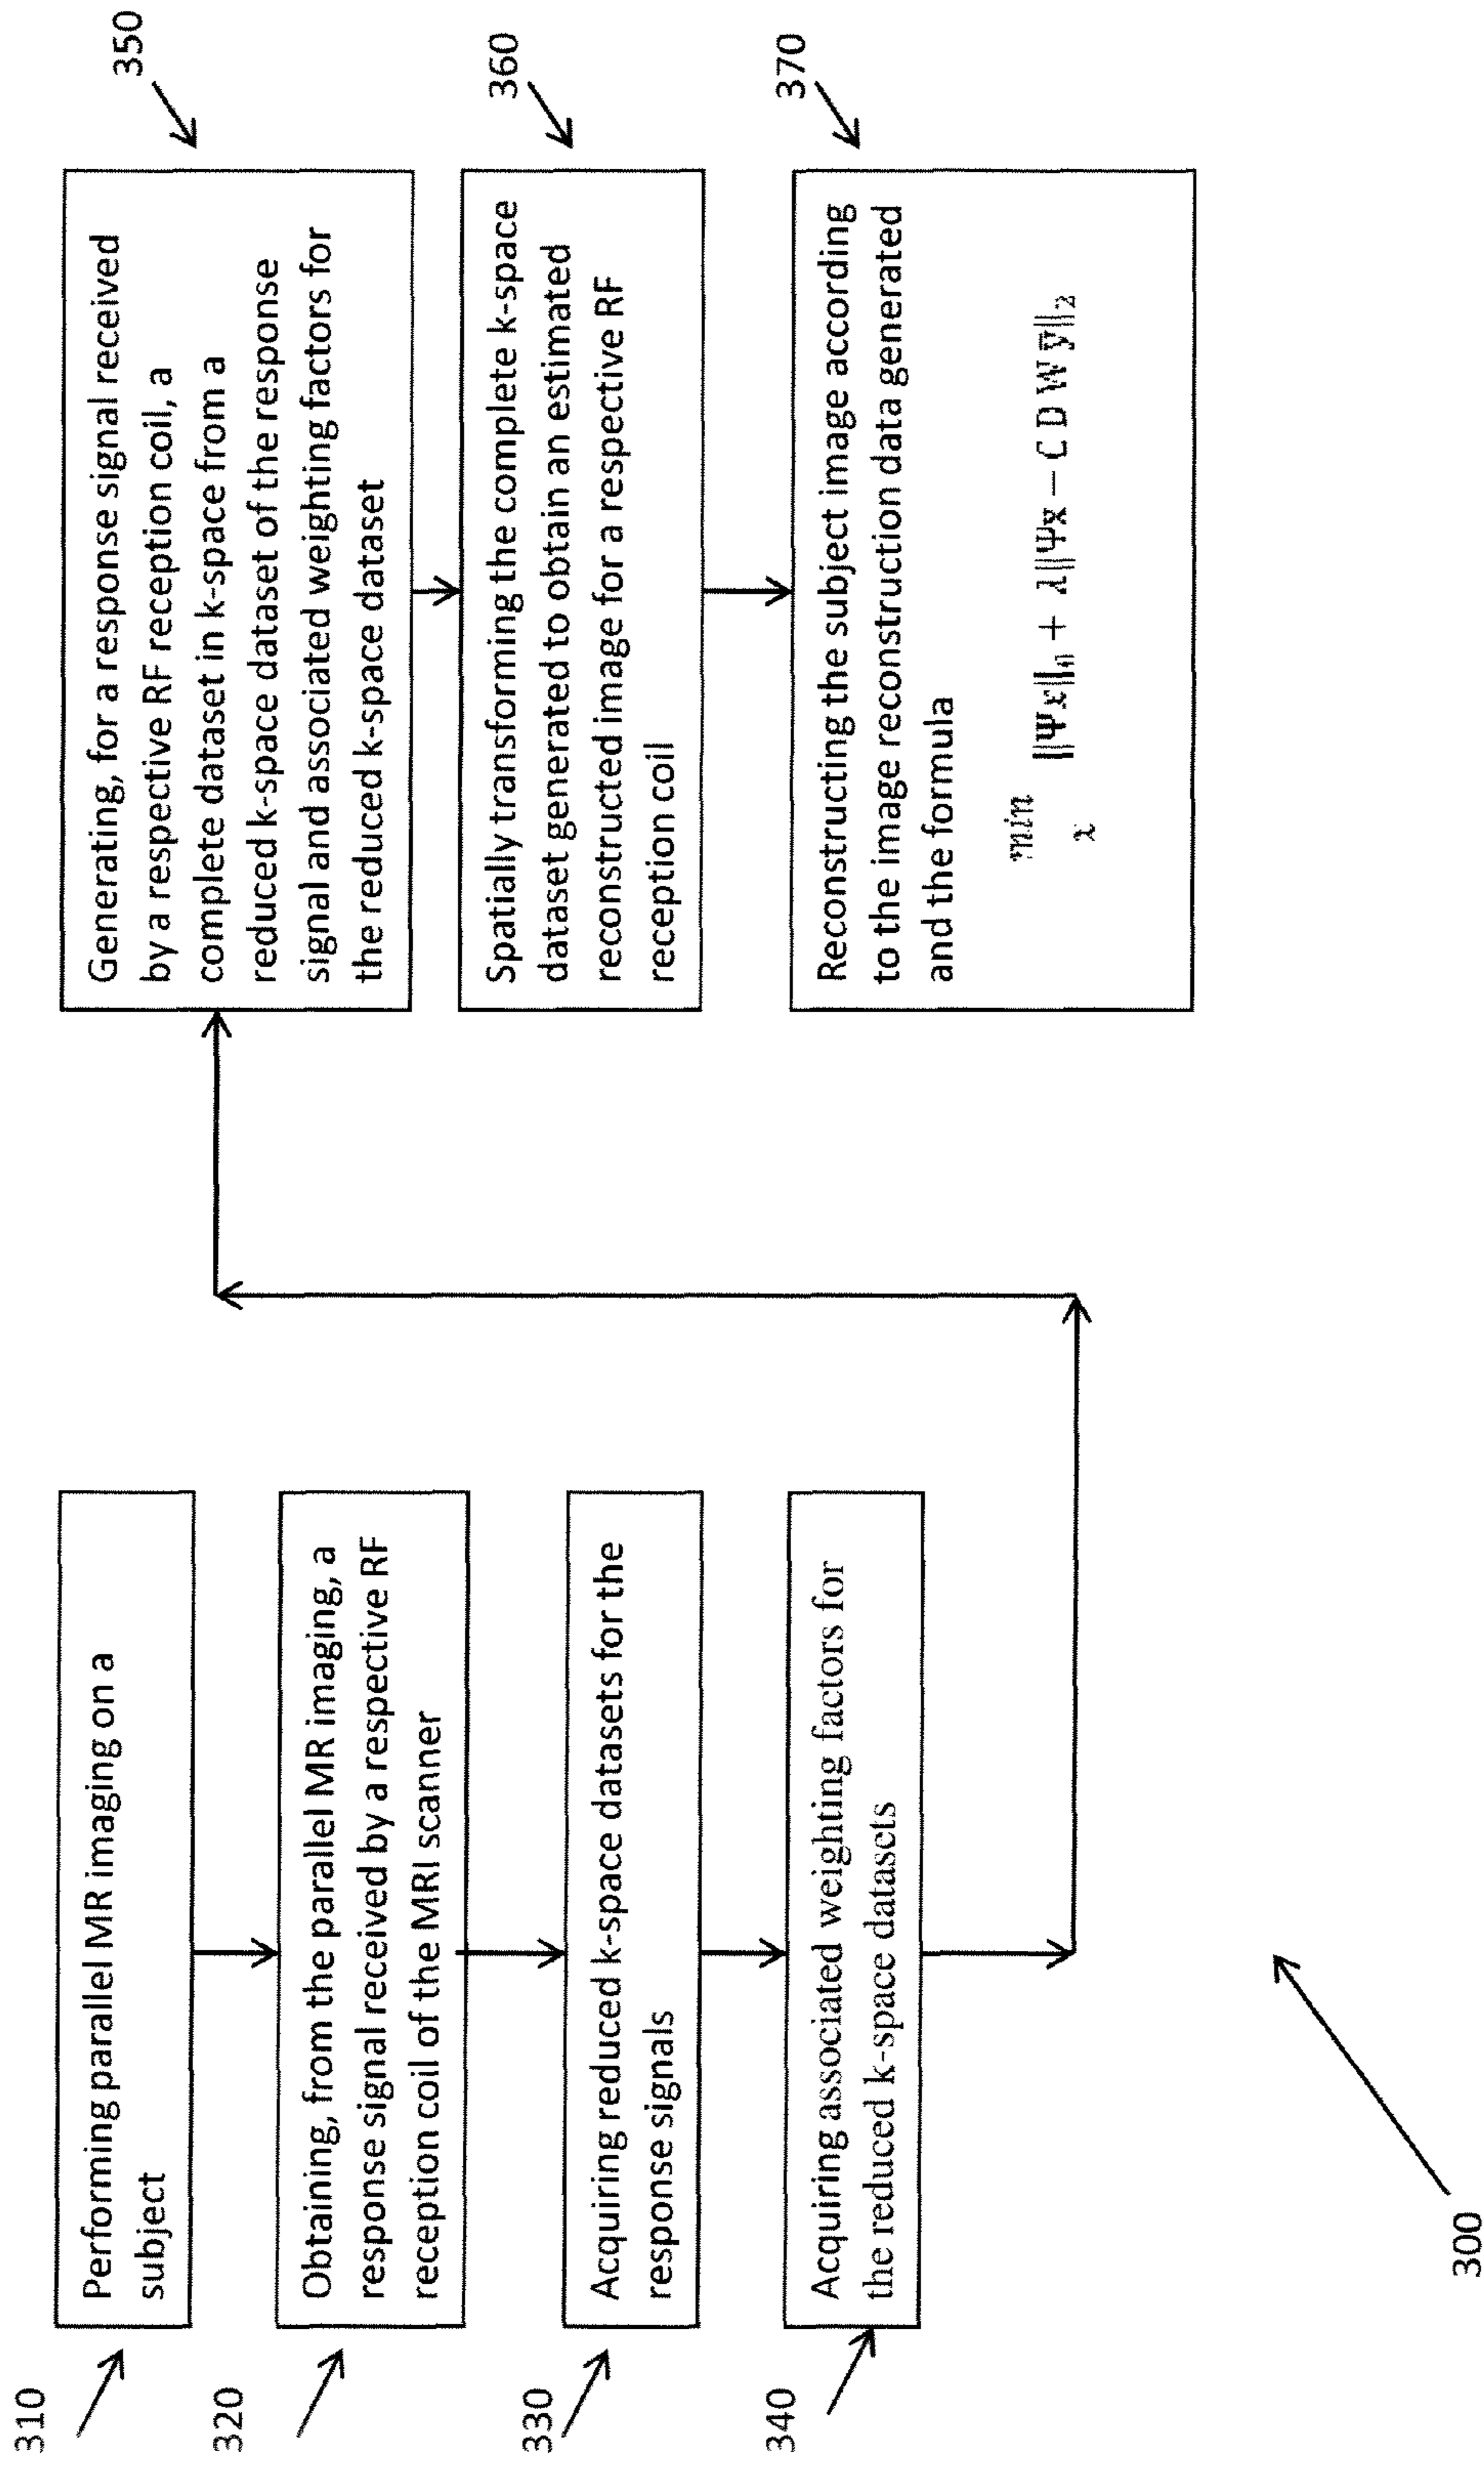 310
Performing parallel MR imaging on a
subject
320
Obtaining, from the parallel MR imaging, a
response signal received by a respective RF
reception coil of the MRI scanner
330
Acquiring reduced k-space datasets for the
response signals
340
Acquiring associated weighting factors for
the reduced k-space datasets
350
Generating, for a response signal received
by a respective RF reception coil, a
complete dataset in k-space from a
reduced k-space dataset of the response
signal and associated weighting factors for
the reduced k-space dataset
360
Spatially transforming the complete k-space
dataset generated to obtain an estimated
reconstructed image for a respective RF
reception coil
370
Reconstructing the subject image according
to the image reconstruction data generated
and the formula
min
x
‖Ψx‖ + λ‖Ψx − C D W y̅‖₂
300